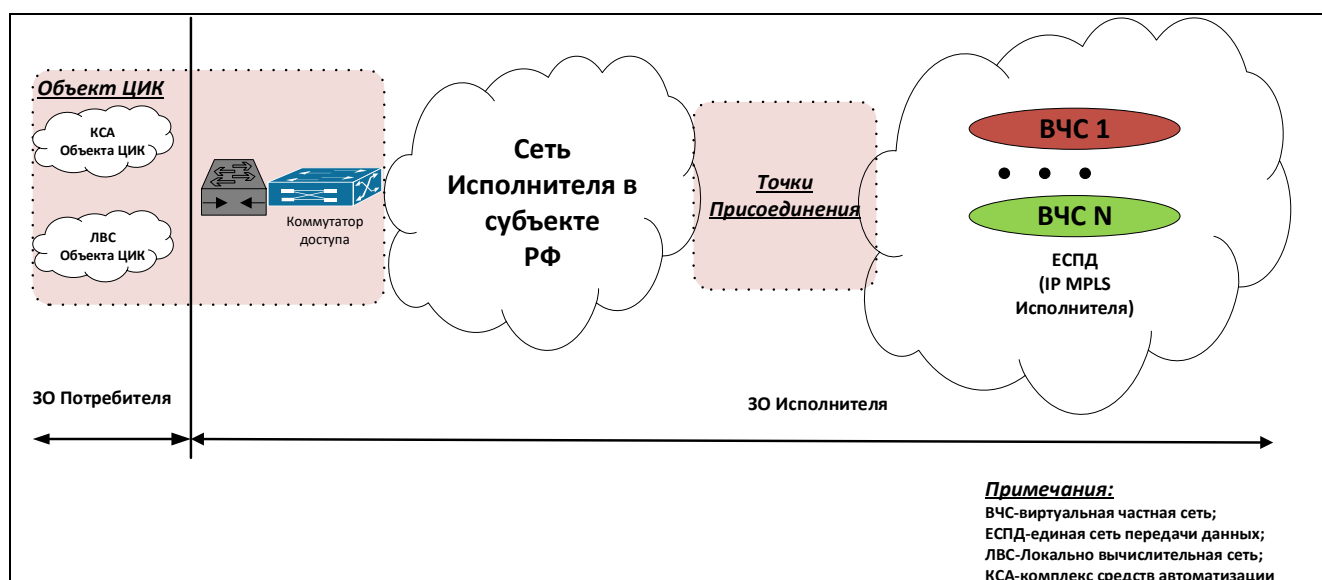 Объект ЦИК
КСА
Объекта ЦИК
ЛВС
Объекта ЦИК
Коммутатор
доступа
Сеть
Исполнителя в
субъекте
РФ
Точки
Присоединения
ВЧС 1
ВЧС N
ЕСПД
(IP MPLS
Исполнителя)
ЗО Потребителя
ЗО Исполнителя
Примечания:
ВЧС-виртуальная частная сеть;
ЕСПД-единая сеть передачи данных;
ЛВС-Локально вычислительная сеть;
КСА-комплекс средств автоматизации